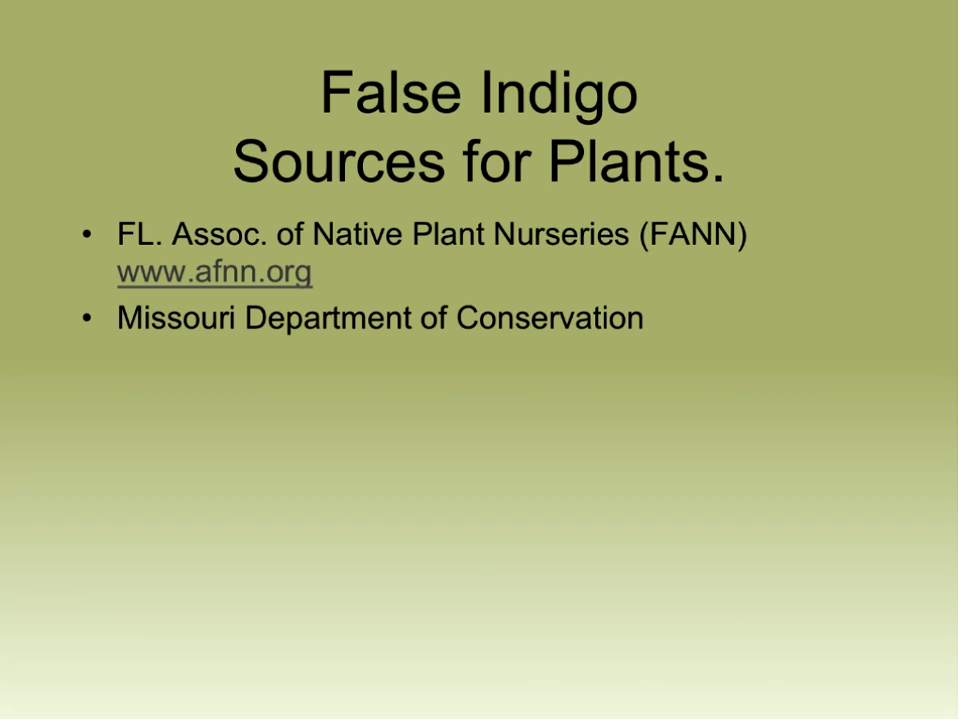 False Indigo
Sources for Plants.
• FL. Assoc. of Native Plant Nurseries (FANN)
www.afnn.org
• Missouri Department of Conservation